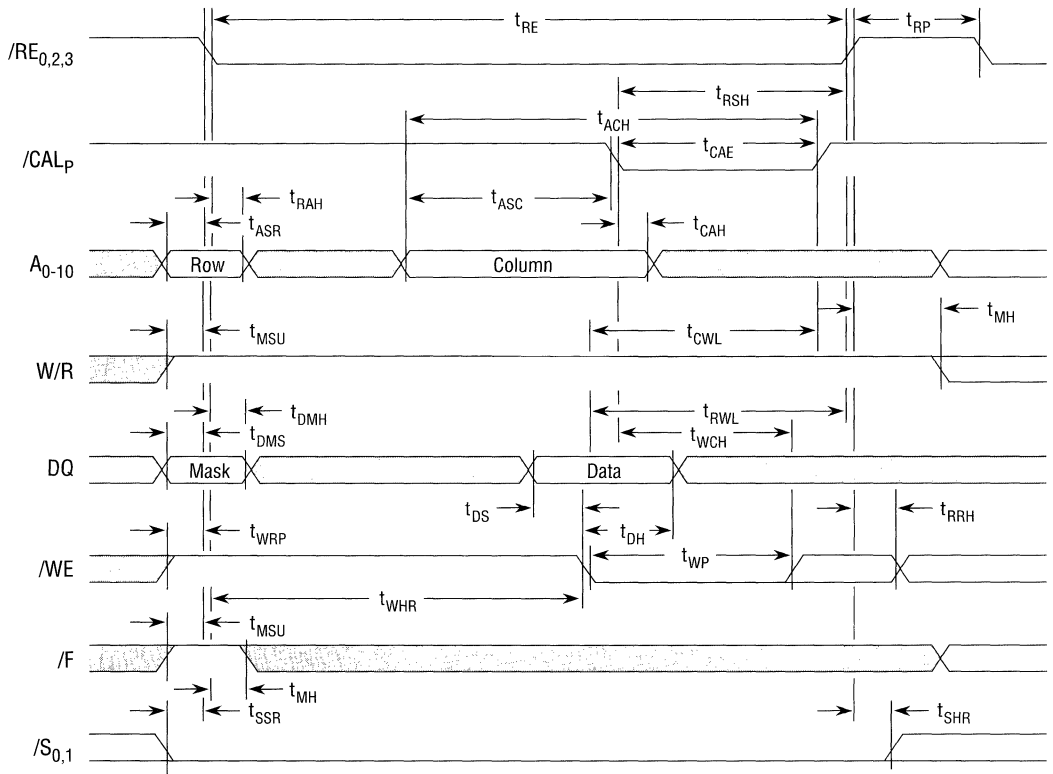 tRE
tRP
/RE0,2,3
tRSH
tACH
/CALP
tCAE
tRAH
tASC
tASR
tCAH
A0-10
Row
Column
tMSU
tCWL
tMH
W/R
tDMH
tRWL
tDMS
tWCH
DQ
Mask
Data
tDS
tRRH
tWRP
tDH
tWP
/WE
tWHR
tMSU
/F
tMH
tSSR
tSHR
/S0,1